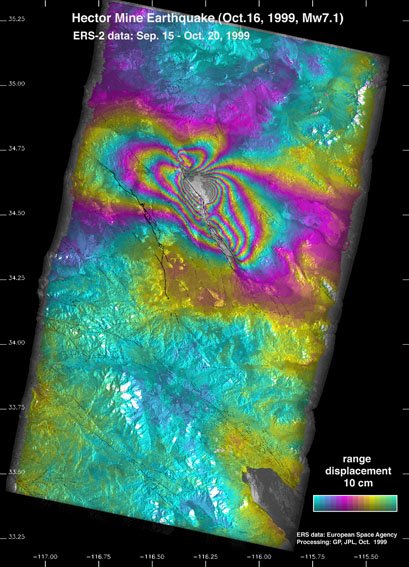 Hector Mine Earthquake (Oct.16, 1999, Mw7.1)
ERS-2 data: Sep. 15 - Oct. 20, 1999
35.25
35.00
34.75
34.50
34.25
34.00
33.75
33.50
33.25
range
displacement
10 cm
ERS data: European Space Agency
Processing: GP, JPL, Oct. 1999
−117.00 −116.75 −116.50 −116.25 −116.00 −115.75 −115.50